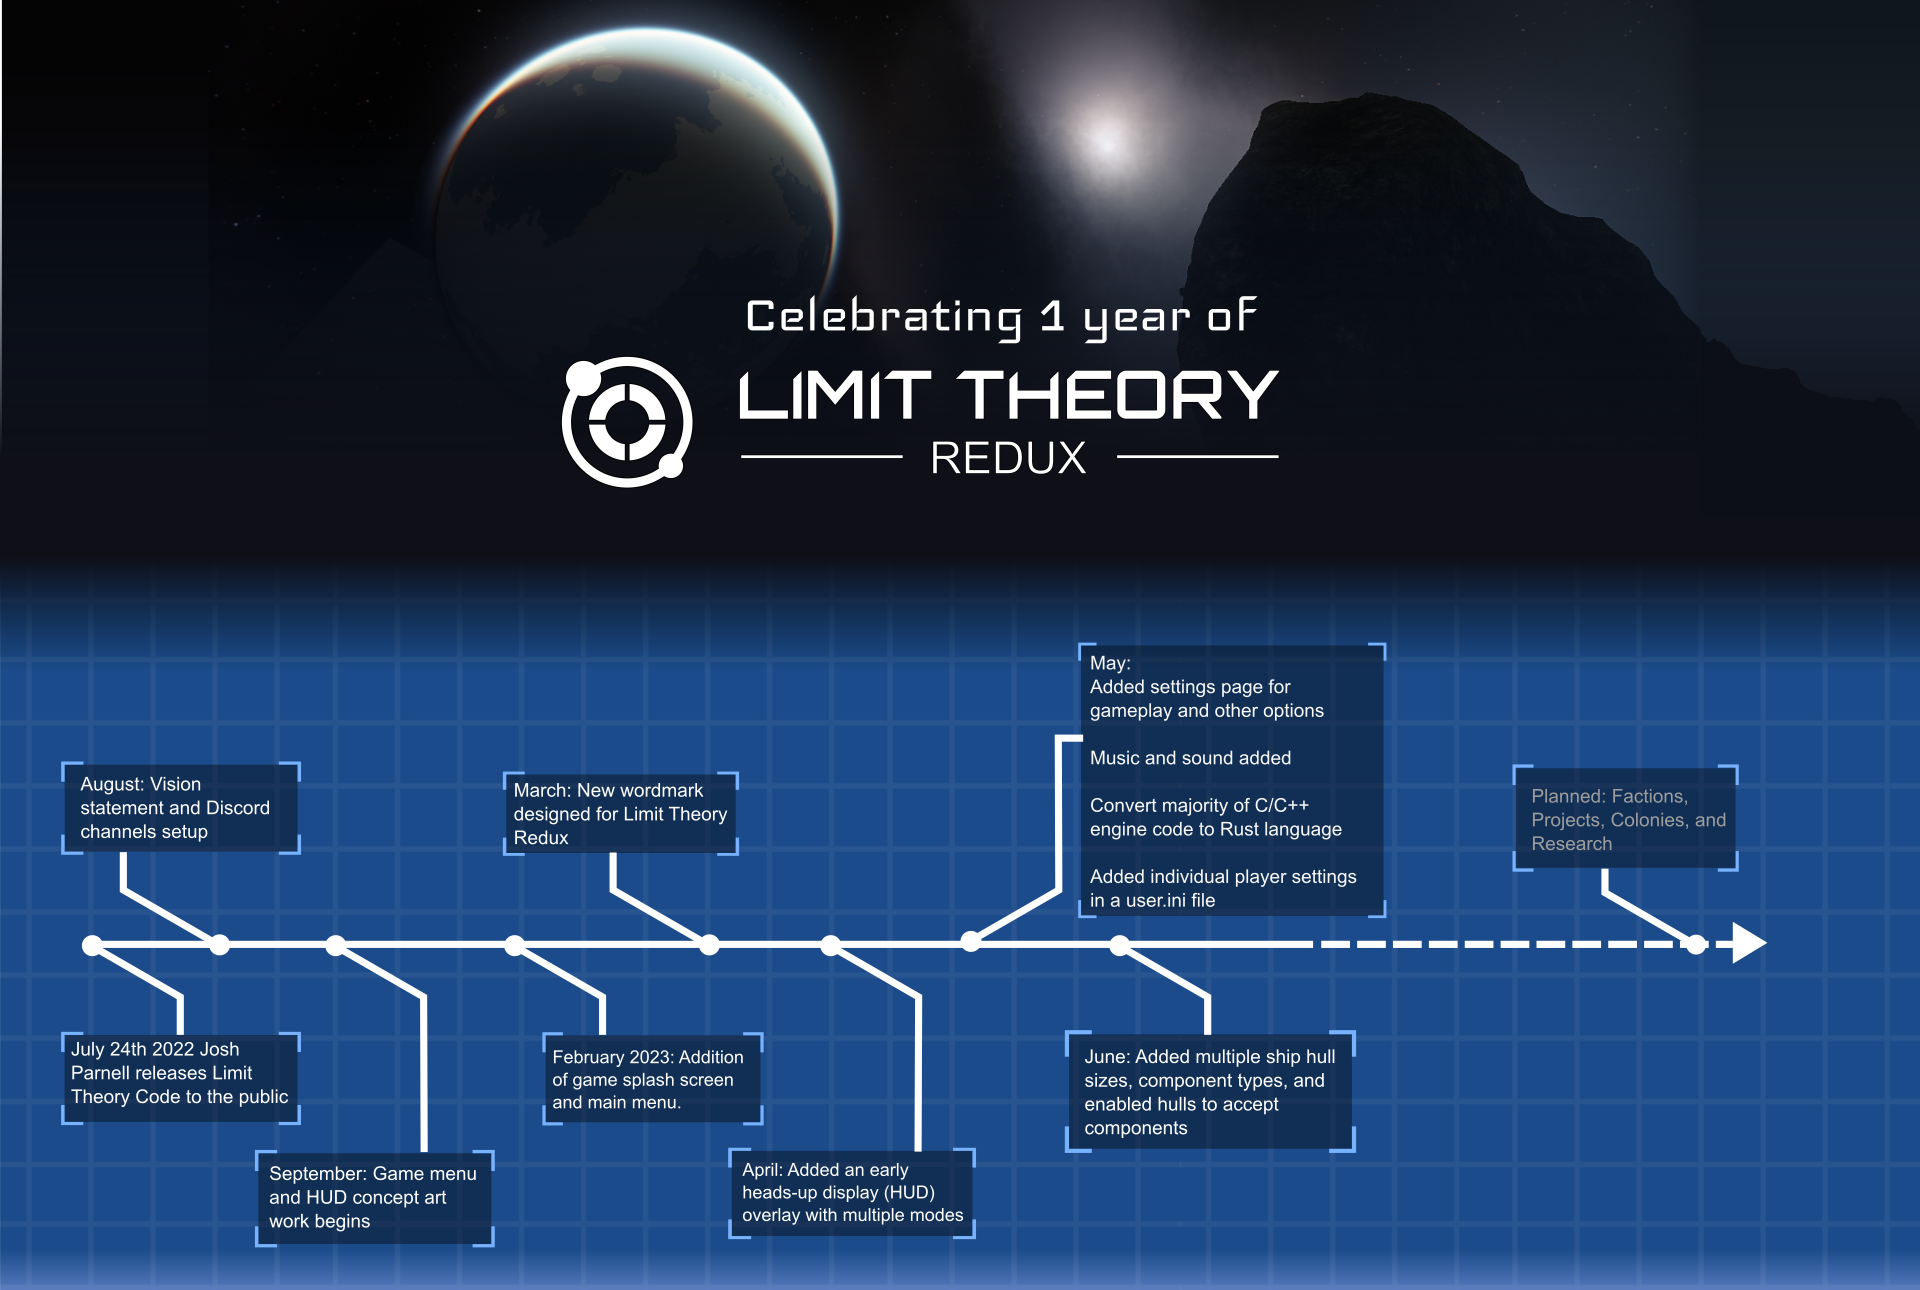 Celebrating 1 year of
LIMIT THEORY
REDUX
May:
Added settings page for
gameplay and other options
Music and sound added
Convert majority of C/C++
engine code to Rust language
Added individual player settings
in a user.ini file
August: Vision
statement and Discord
channels setup
March: New wordmark
designed for Limit Theory
Redux
Planned: Factions,
Projects, Colonies, and
Research
July 24th 2022 Josh
Parnell releases Limit
Theory Code to the public
February 2023: Addition
of game splash screen
and main menu.
June: Added multiple ship hull
sizes, component types, and
enabled hulls to accept
components
September: Game menu
and HUD concept art
work begins
April: Added an early
heads-up display (HUD)
overlay with multiple modes